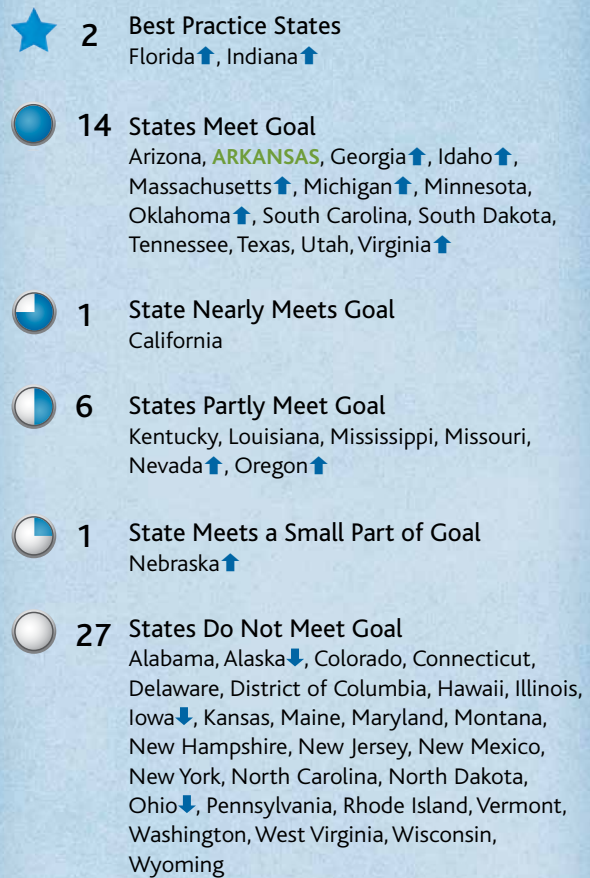 2 Best Practice States
Florida⬆, Indiana⬆
14 States Meet Goal
Arizona, ARKANSAS, Georgia⬆, Idaho⬆,
Massachusetts⬆, Michigan⬆, Minnesota,
Oklahoma⬆, South Carolina, South Dakota,
Tennessee, Texas, Utah, Virginia⬆
1 State Nearly Meets Goal
California
6 States Partly Meet Goal
Kentucky, Louisiana, Mississippi, Missouri,
Nevada⬆, Oregon⬆
1 State Meets a Small Part of Goal
Nebraska⬆
27 States Do Not Meet Goal
Alabama, Alaska⬇, Colorado, Connecticut,
Delaware, District of Columbia, Hawaii, Illinois,
Iowa⬇, Kansas, Maine, Maryland, Montana,
New Hampshire, New Jersey, New Mexico,
New York, North Carolina, North Dakota,
Ohio⬇, Pennsylvania, Rhode Island, Vermont,
Washington, West Virginia, Wisconsin,
Wyoming